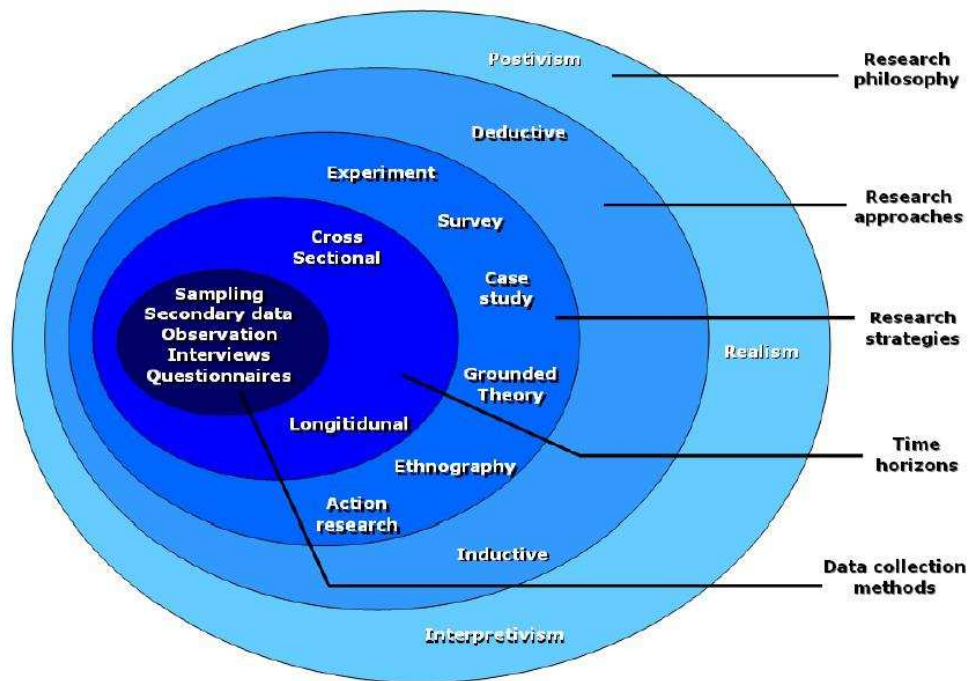 Postivism
Research
philosophy
Deductive
Experiment
Research
approaches
Survey
Cross
Sectional
Case
study
Sampling
Secondary data
Observation
Interviews
Questionnaires
Research
strategies
Realism
Grounded
Theory
Longitidunal
Time
horizons
Ethnography
Action
research
Inductive
Data collection
methods
Interpretivism